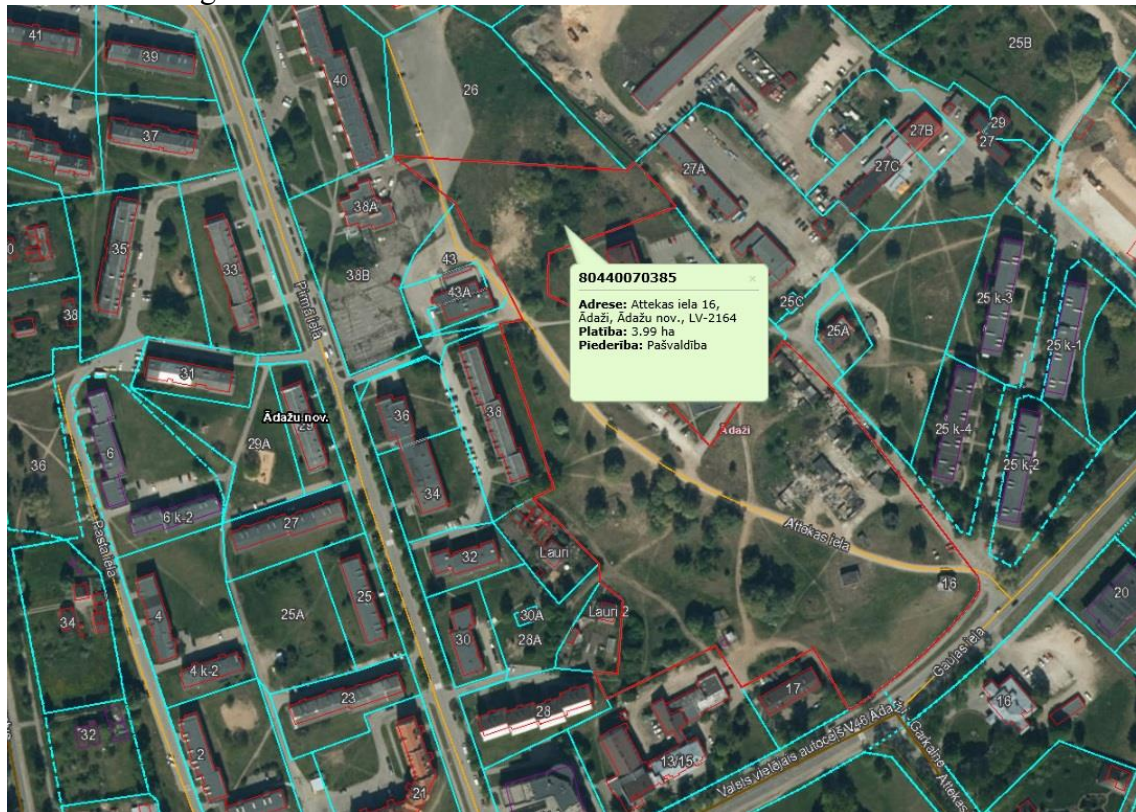 41
39
40
26
25B
37
27A
27B
29
27
27C
38A
35
33
38B
43
43A
38
Pirmā iela
80440070385
Adrese: Attekas iela 16,
Ādaži, Ādažu nov., LV-2164
Platība: 3.99 ha
Piederība: Pašvaldība
25C
25A
25 k-3
25 k-1
31
36
38
Ādažu nov.
29
29A
Ādaži
25 k-4
25 k-2
36
6
34
6 k-2
27
Attekas iela
Pasta iela
32
Lauri
16
20
34
4
25A
25
30
30A
28A
Lauri 2
Gaujas iela
4 k-2
23
28
17
16
32
2
21
13/15
Valsts vietējais autoceļš V48 Ādaži - Garkalne
Attekas